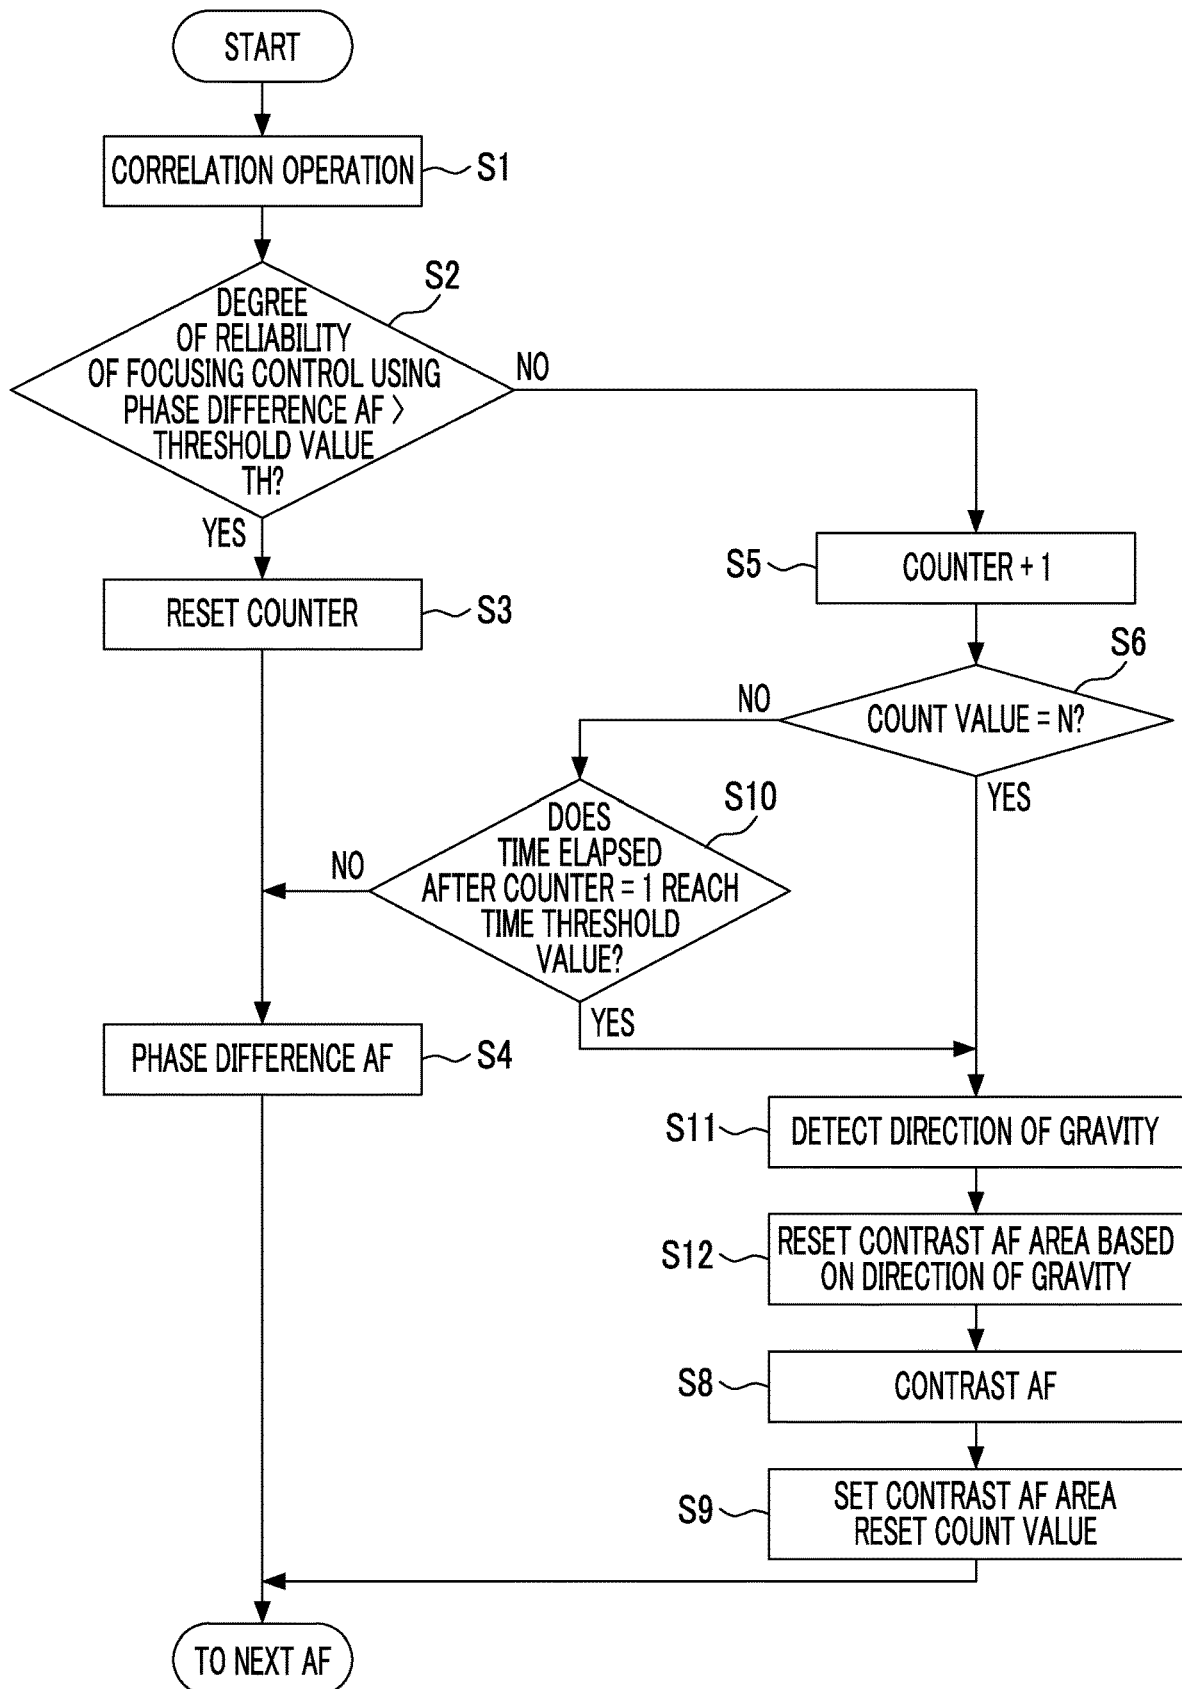 START
CORRELATION OPERATION
S1
S2
DEGREE
OF RELIABILITY
OF FOCUSING CONTROL USING
PHASE DIFFERENCE AF >
THRESHOLD VALUE
TH?
NO
YES
RESET COUNTER
S3
S5
COUNTER + 1
S6
COUNT VALUE = N?
NO
YES
S10
DOES
TIME ELAPSED
AFTER COUNTER = 1 REACH
TIME THRESHOLD
VALUE?
NO
YES
PHASE DIFFERENCE AF
S4
S11
DETECT DIRECTION OF GRAVITY
S12
RESET CONTRAST AF AREA BASED
ON DIRECTION OF GRAVITY
S8
CONTRAST AF
S9
SET CONTRAST AF AREA
RESET COUNT VALUE
TO NEXT AF